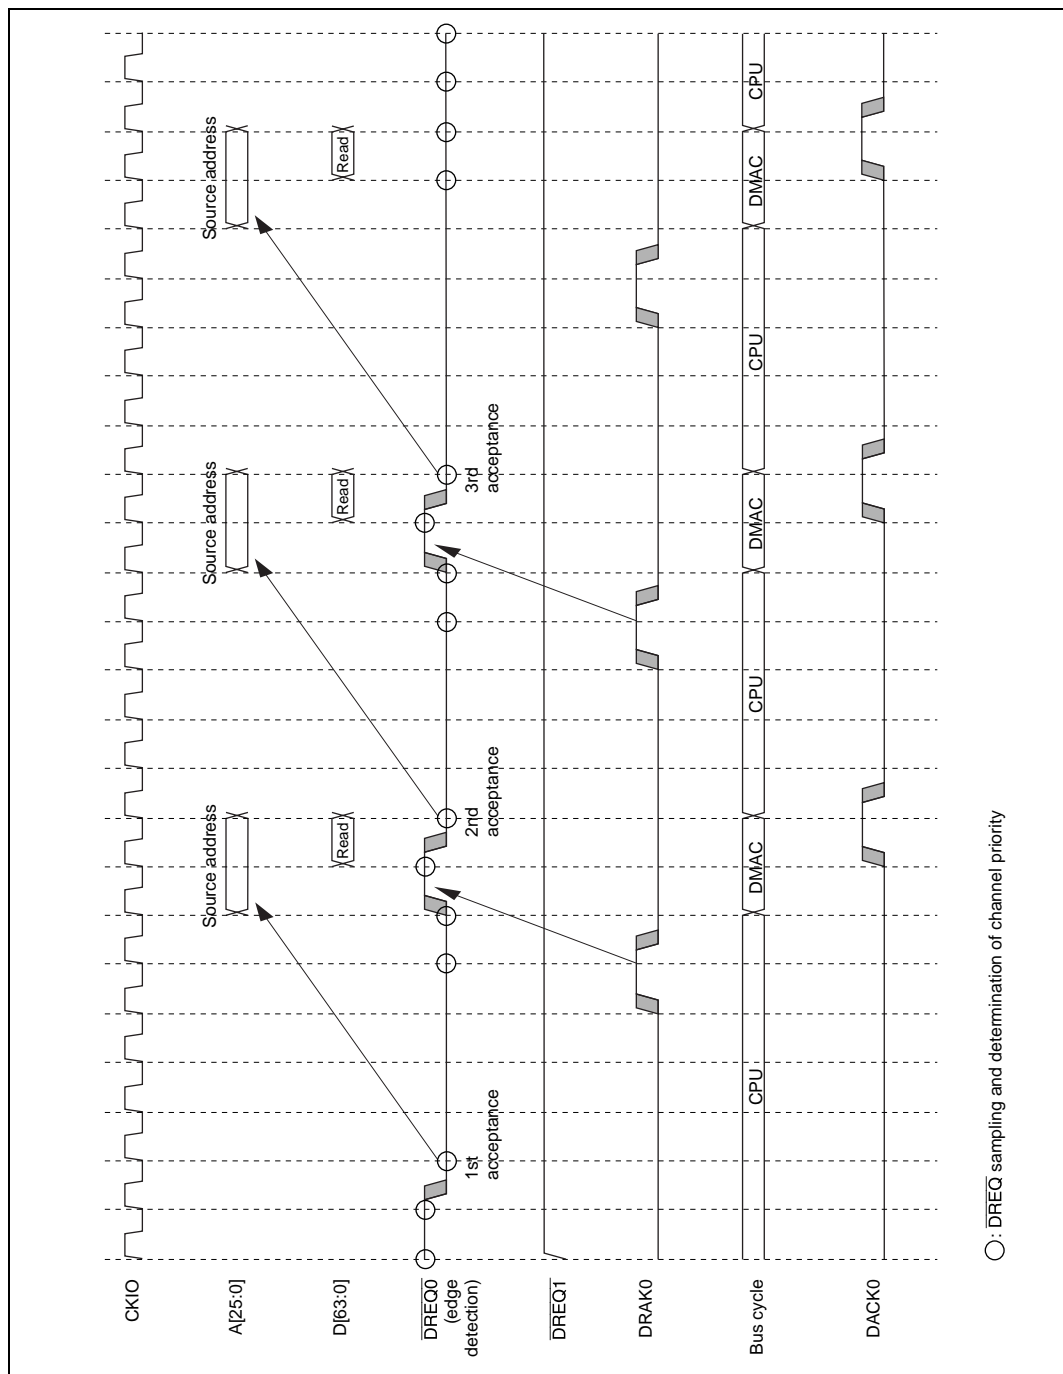 CKIO
A[25:0]
Source address
Source address
Source address
D[63:0]
Read
Read
Read
DREQ0
(edge
detection)
1st
acceptance
2nd
acceptance
3rd
acceptance
DREQ1
DRAK0
Bus cycle
CPU
DMAC
CPU
DMAC
CPU
DMAC
CPU
DACK0
: DREQ sampling and determination of channel priority